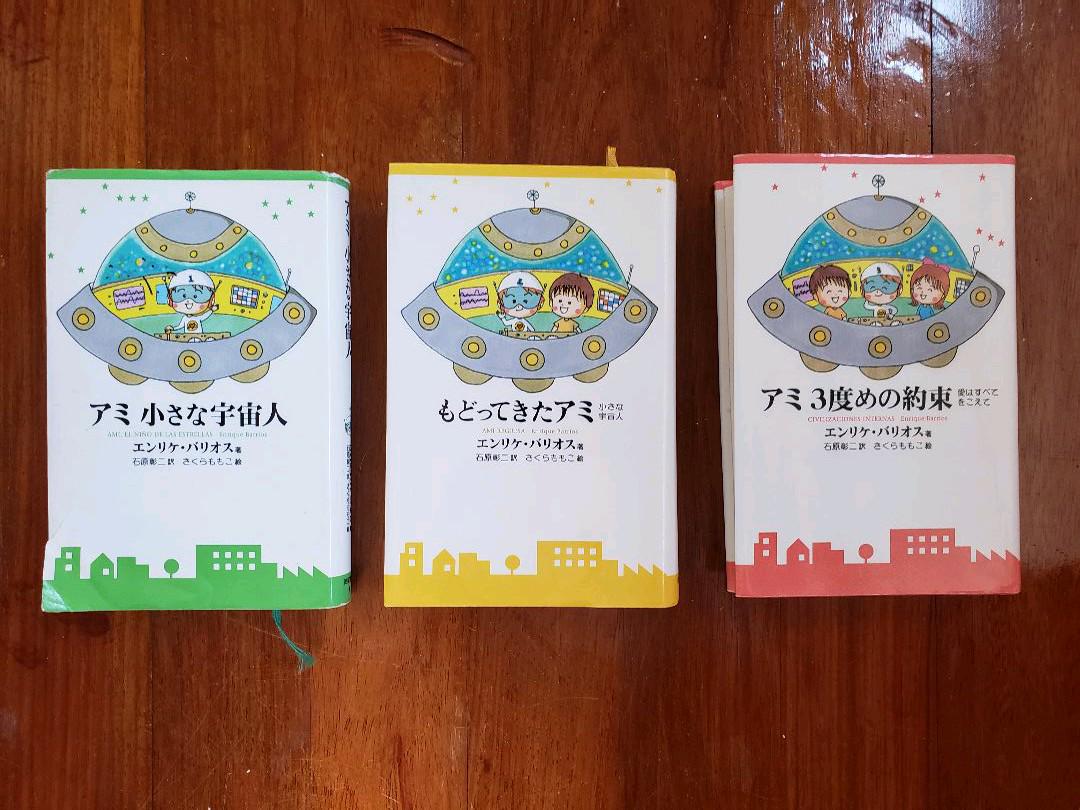 アミ 小さな宇宙人
AMI, EL NIÑO DE LAS ESTRELLAS - Enrique Barrios
エンリケ・バリオス 著
石原彰二 訳 さくらももこ 絵
もどってきたアミ 小さな宇宙人
AMI REGRESA - Enrique Barrios
エンリケ・バリオス 著
石原彰二 訳 さくらももこ 絵
アミ 3度めの約束 愛はすべてをこえて
CIVILIZACIONES INTERNAS - Enrique Barrios
エンリケ・バリオス 著
石原彰二 訳 さくらももこ 絵